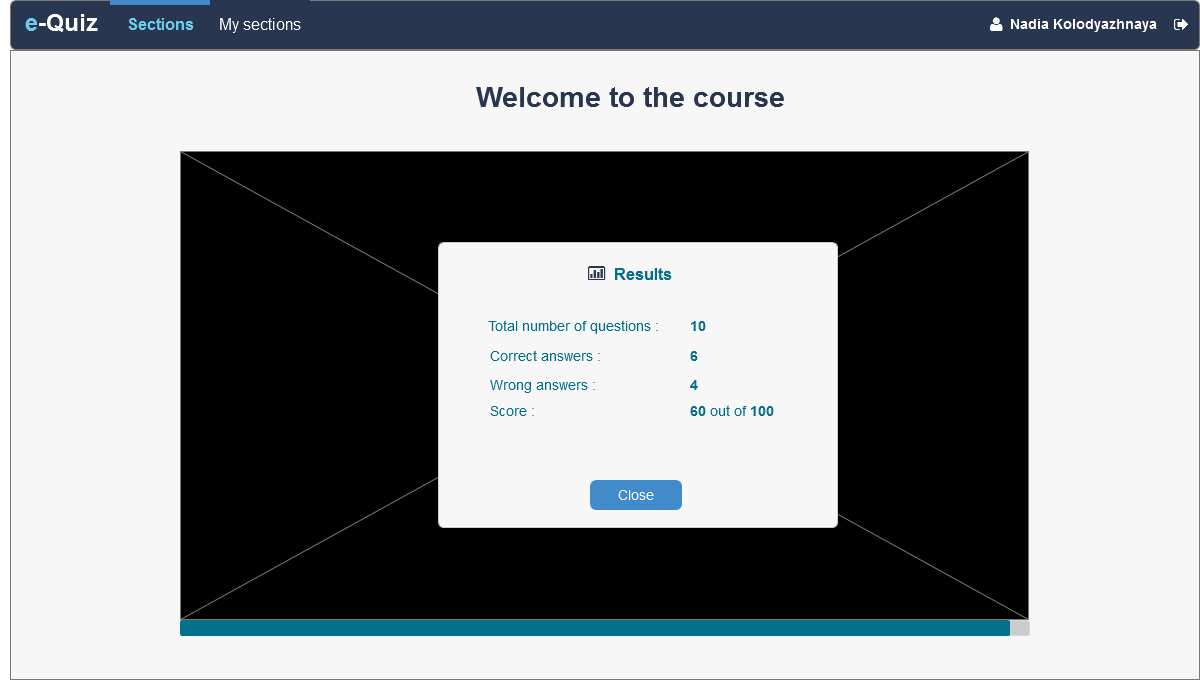 e-Quiz Sections My sections Nadia Kolodyazhnaya
Welcome to the course
Results
Total number of questions : 10
Correct answers : 6
Wrong answers : 4
Score : 60 out of 100
Close